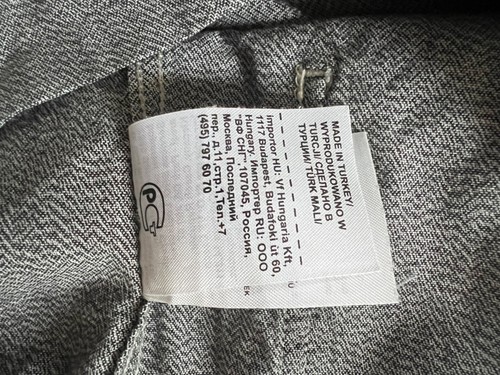 MADE IN TURKEY/
WYPRODUKOWANO W
TURCJI/ СДЕЛАНО В
ТУРЦИИ/ TÜRK MALI/
Importor HU: Vf Hungaria Kft,
1117 Budapest, Budafoki út 60,
Hungary, Импортер RU: ООО
"ВФ СНГ",107045, Россия,
Москва, Последний
пер., д.11,стр.1,Тел.+7
(495) 797 60 70
РСТ